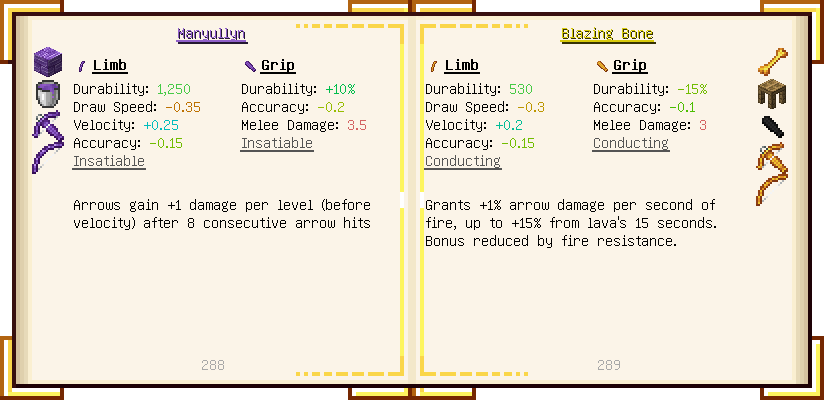 Manyullyn
Limb
Durability: 1,250
Draw Speed: -0.35
Velocity: +0.25
Accuracy: -0.15
Insatiable
Grip
Durability: +10%
Accuracy: -0.2
Melee Damage: 3.5
Insatiable
Arrows gain +1 damage per level (before
velocity) after 8 consecutive arrow hits
288
Blazing Bone
Limb
Durability: 530
Draw Speed: -0.3
Velocity: +0.2
Accuracy: -0.15
Conducting
Grip
Durability: -15%
Accuracy: -0.1
Melee Damage: 3
Conducting
Grants +1% arrow damage per second of
fire, up to +15% from lava's 15 seconds.
Bonus reduced by fire resistance.
289